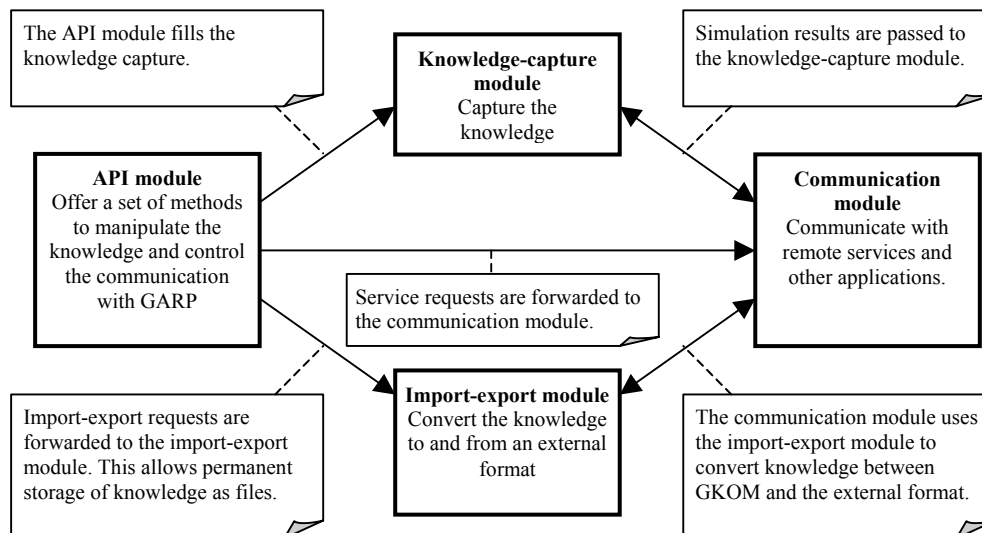 The API module fills the
knowledge capture.
Knowledge-capture
module
Capture the
knowledge
Simulation results are passed to
the knowledge-capture module.
API module
Offer a set of methods
to manipulate the
knowledge and control
the communication
with GARP
Communication
module
Communicate with
remote services and
other applications.
Service requests are forwarded to
the communication module.
Import-export requests are
forwarded to the import-export
module. This allows permanent
storage of knowledge as files.
Import-export module
Convert the knowledge
to and from an external
format
The communication module uses
the import-export module to
convert knowledge between
GKOM and the external format.